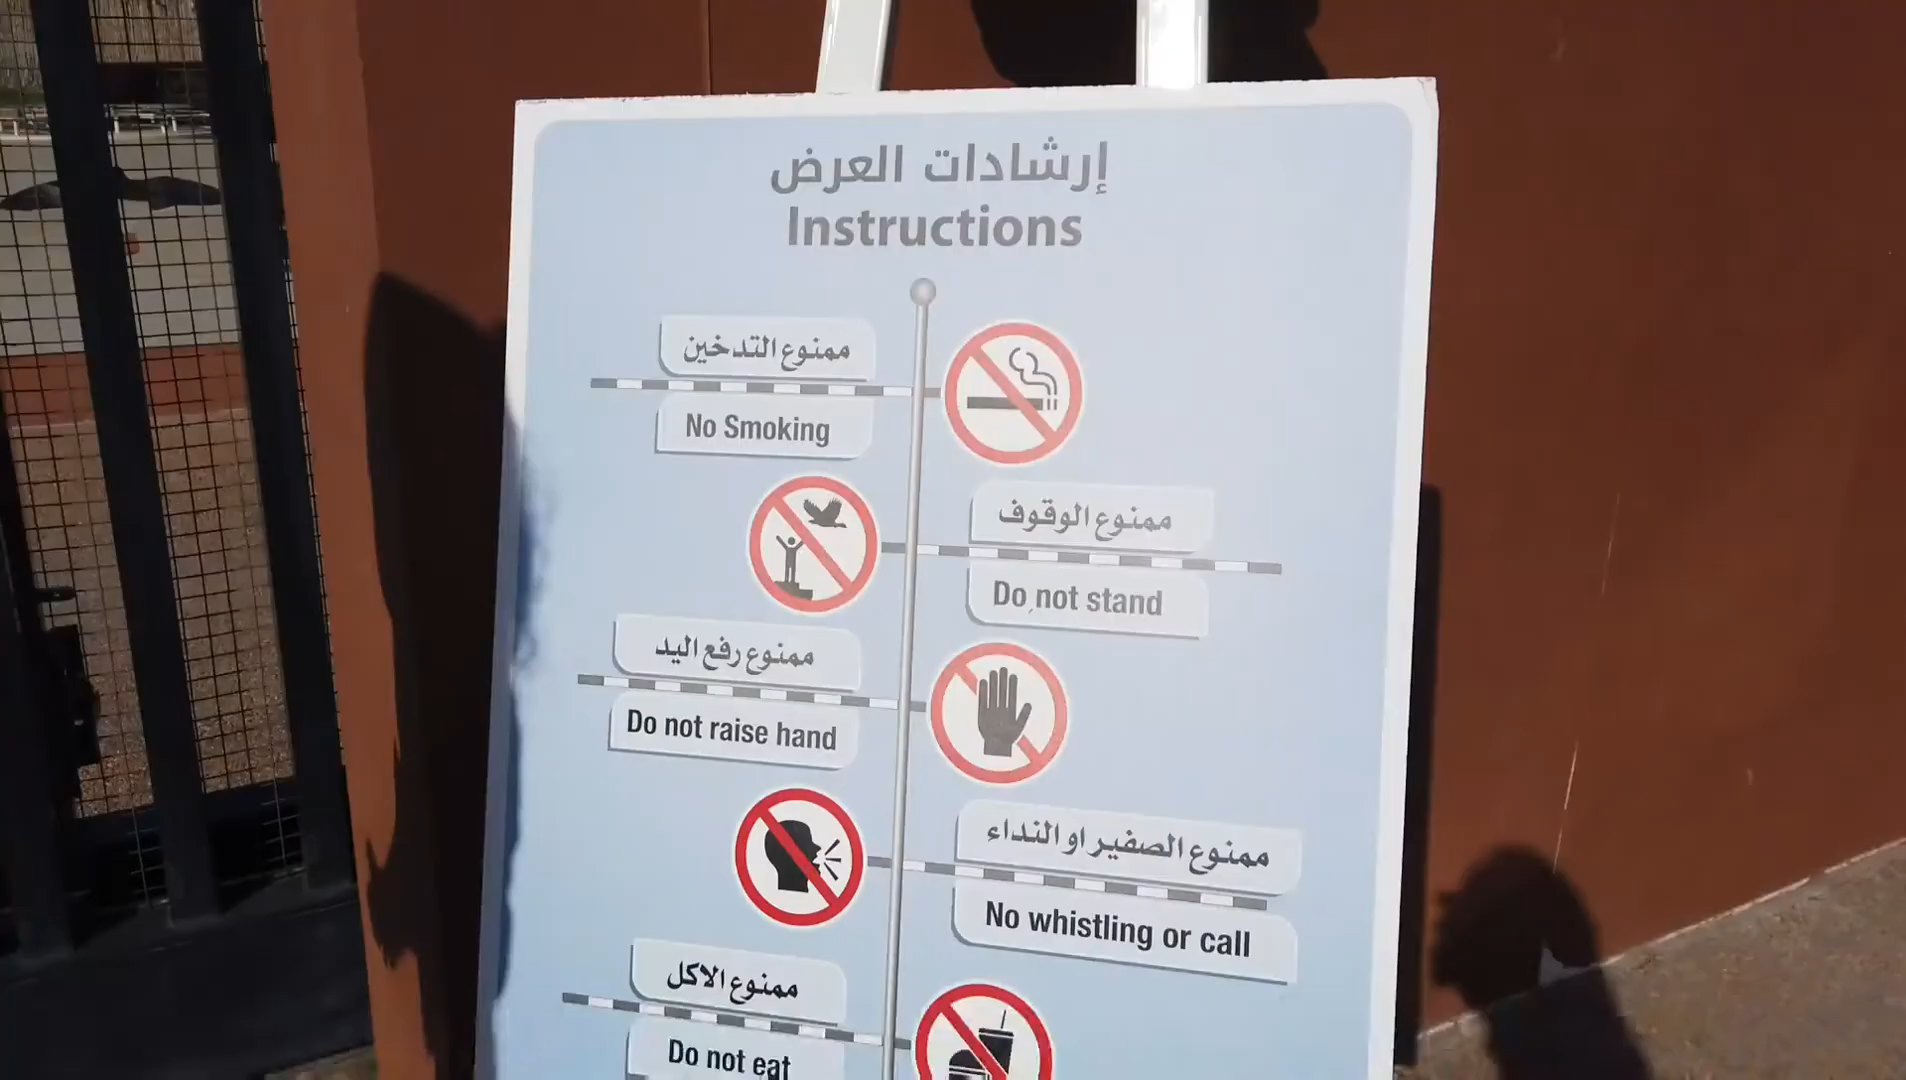 إرشادات العرض
Instructions
ممنوع التدخين
No Smoking
ممنوع الوقوف
Do not stand
ممنوع رفع اليد
Do not raise hand
ممنوع الصفير او النداء
No whistling or call
ممنوع الاكل
Do not eat